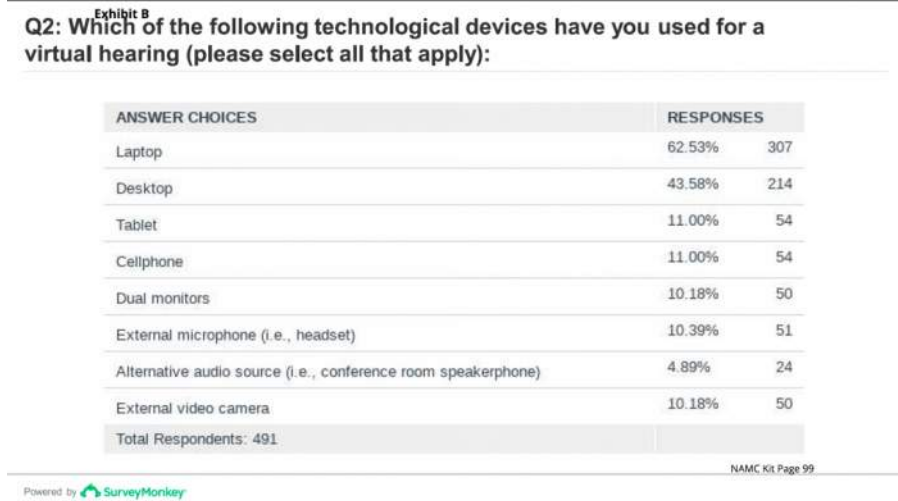 Exhibit B
Q2: Which of the following technological devices have you used for a
virtual hearing (please select all that apply):
ANSWER CHOICES RESPONSES
Laptop 62.53% 307
Desktop 43.58% 214
Tablet 11.00% 54
Cellphone 11.00% 54
Dual monitors 10.18% 50
External microphone (i.e., headset) 10.39% 51
Alternative audio source (i.e., conference room speakerphone) 4.89% 24
External video camera 10.18% 50
Total Respondents: 491
NAMC Kit Page 99
Powered by SurveyMonkey